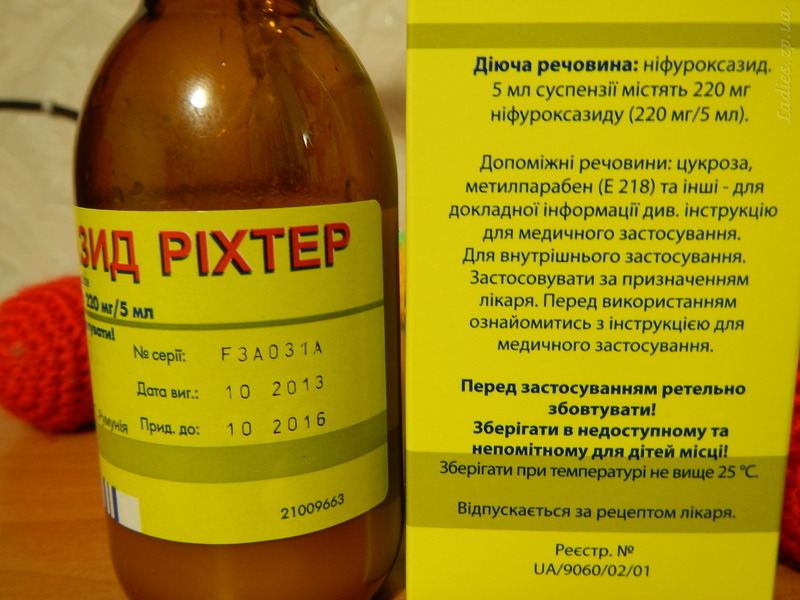 ЗИД РІХТЕР
220 мг/5 мл
№ серії: F3A031A
Дата виг.: 10 2013
Румунія Прид. до: 10 2016
21009663
Діюча речовина: ніфуроксазид.
5 мл суспензії містять 220 мг
ніфуроксазиду (220 мг/5 мл).
Допоміжні речовини: цукроза,
метилпарабен (Е 218) та інші - для
докладної інформації див. інструкцію
для медичного застосування.
Для внутрішнього застосування.
Застосовувати за призначенням
лікаря. Перед використанням
ознайомитись з інструкцією для
медичного застосування.
Перед застосуванням ретельно
збовтувати!
Зберігати в недоступному та
непомітному для дітей місці!
Зберігати при температурі не вище 25 °С.
Відпускається за рецептом лікаря.
Реєстр. №
UA/9060/02/01
Ladies.zp.ua